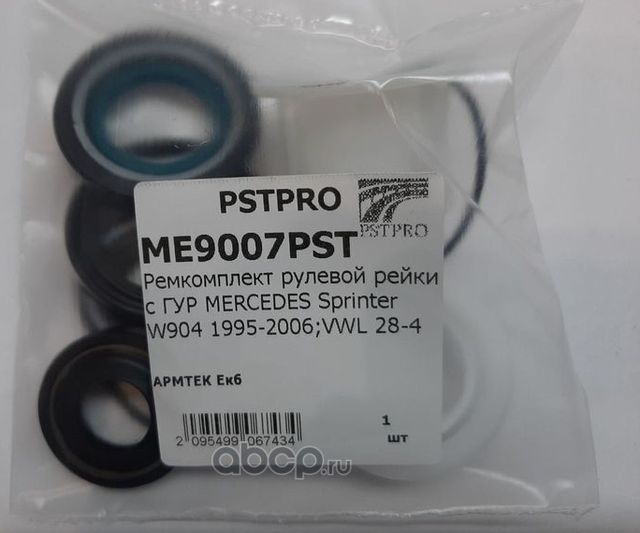 PSTPRO
PSTPRO
ME9007PST
Ремкомплект рулевой рейки
с ГУР MERCEDES Sprinter
W904 1995-2006;VWL 28-4
АРМТЕК Екб
2 095499 067434
1
шт
abcp.ru